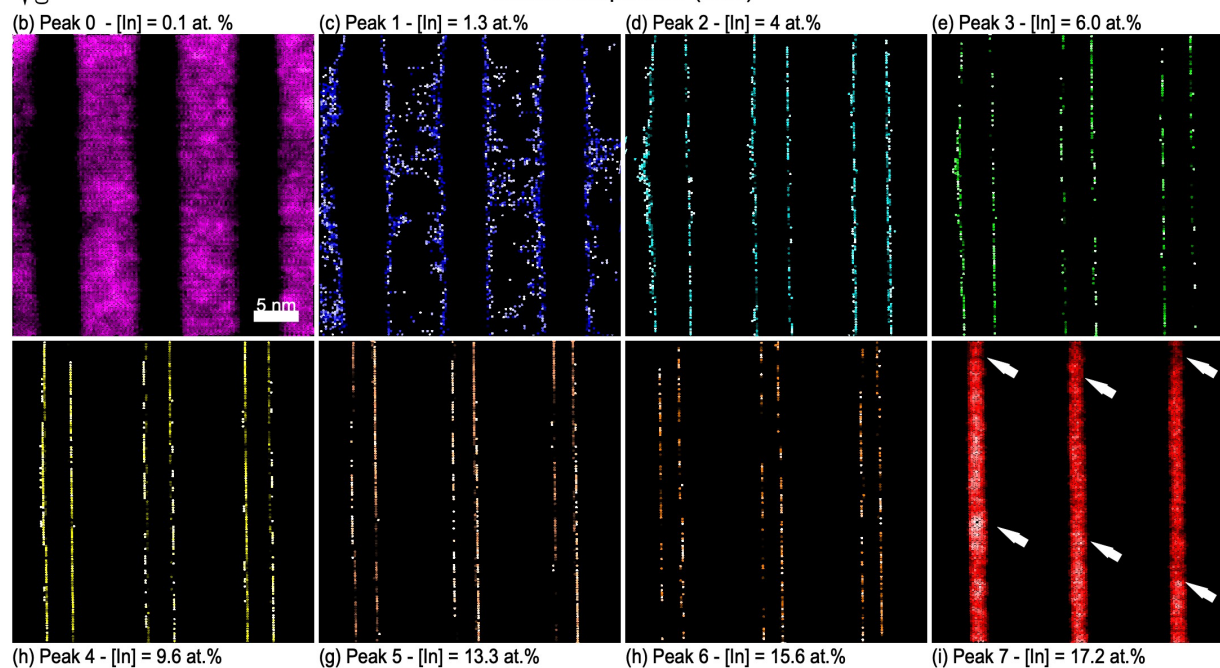 (b) Peak 0 - [In] = 0.1 at.%
(c) Peak 1 - [In] = 1.3 at.%
(d) Peak 2 - [In] = 4 at.%
(e) Peak 3 - [In] = 6.0 at.%
5 nm
(h) Peak 4 - [In] = 9.6 at.%
(g) Peak 5 - [In] = 13.3 at.%
(h) Peak 6 - [In] = 15.6 at.%
(i) Peak 7 - [In] = 17.2 at.%